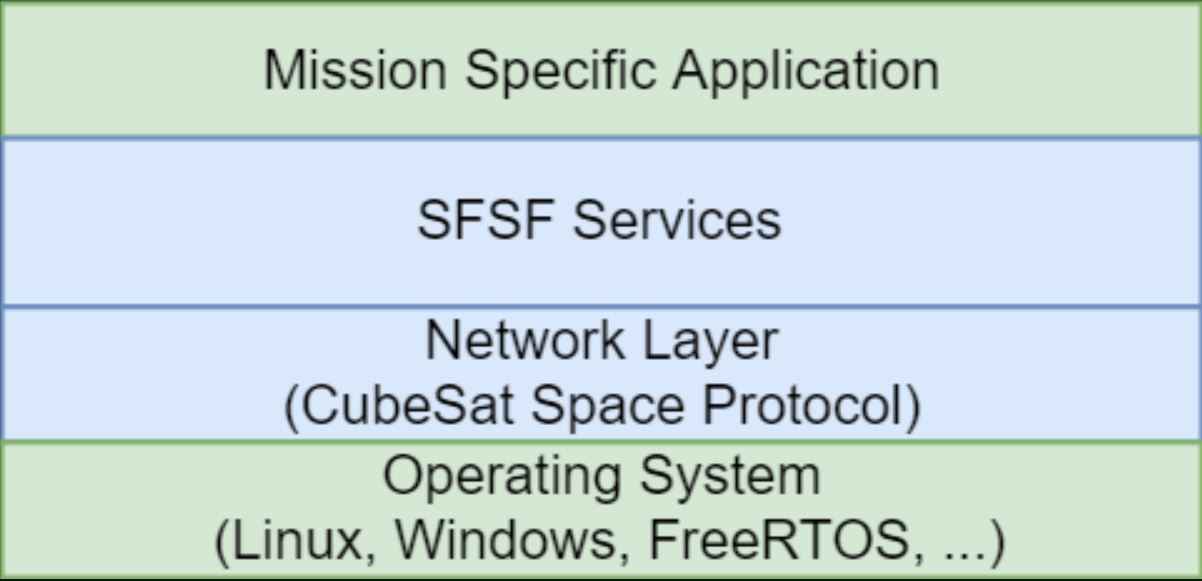 Mission Specific Application
SFSF Services
Network Layer
(CubeSat Space Protocol)
Operating System
(Linux, Windows, FreeRTOS, ...)